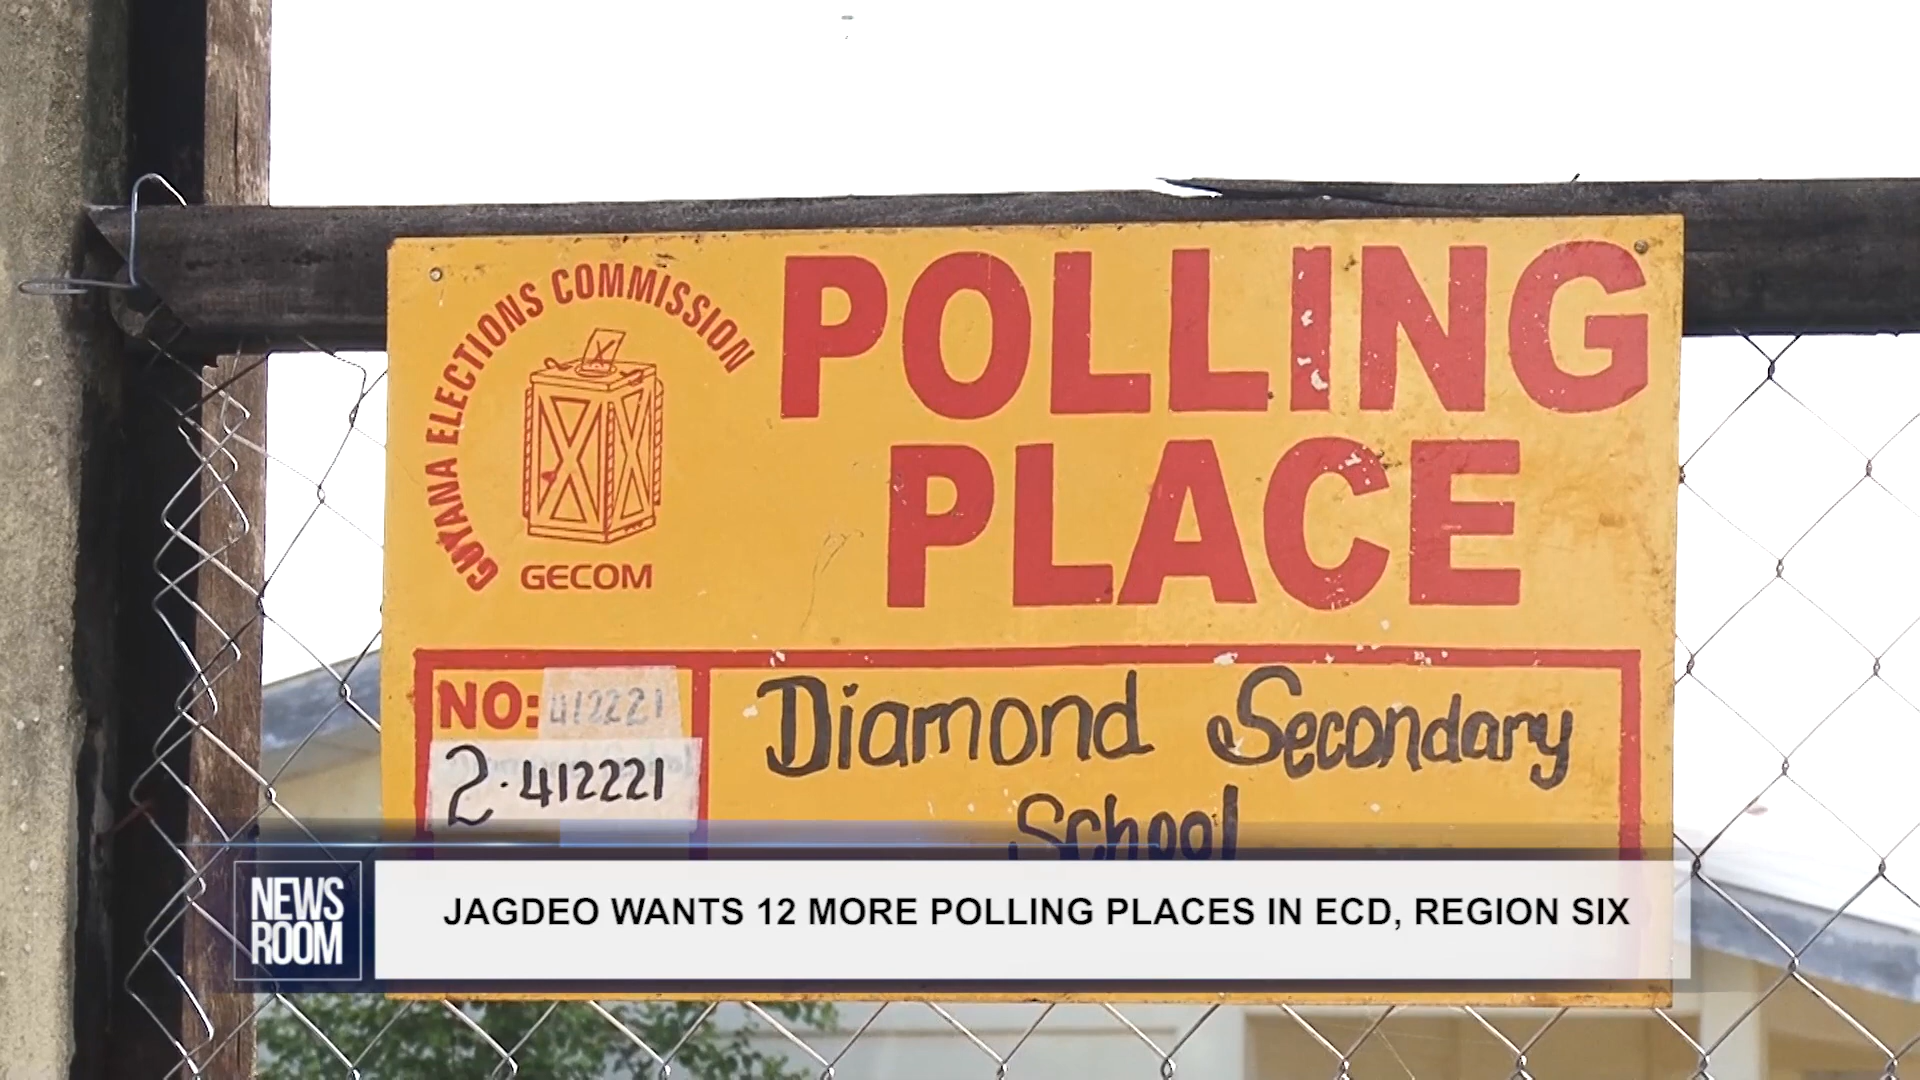 GUYANA ELECTIONS COMMISSION
GECOM
POLLING
PLACE
NO: 412221
2.412221
Diamond Secondary
School
NEWS
ROOM
JAGDEO WANTS 12 MORE POLLING PLACES IN ECD, REGION SIX